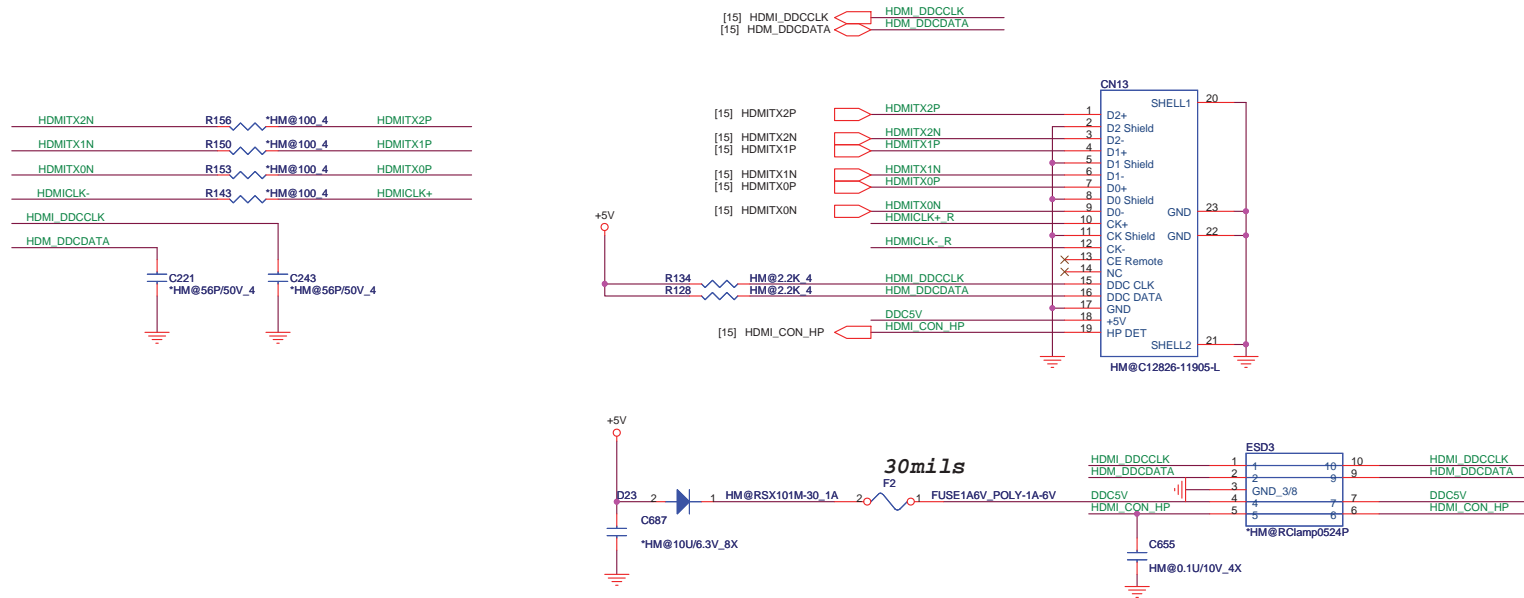 [15] HDMI_DDCCLK HDMI_DDCCLK
[15] HDM_DDCDATA HDM_DDCDATA
HDMITX2N R156 *HM@100_4 HDMITX2P
HDMITX1N R150 *HM@100_4 HDMITX1P
HDMITX0N R153 *HM@100_4 HDMITX0P
HDMICLK- R143 *HM@100_4 HDMICLK+
HDMI_DDCCLK
HDM_DDCDATA
C221
*HM@56P/50V_4
C243
*HM@56P/50V_4
CN13
SHELL1 20
[15] HDMITX2P HDMITX2P 1 D2+
2 D2 Shield
[15] HDMITX2N HDMITX2N 3 D2-
[15] HDMITX1P HDMITX1P 4 D1+
5 D1 Shield
[15] HDMITX1N HDMITX1N 6 D1-
[15] HDMITX0P HDMITX0P 7 D0+
8 D0 Shield
[15] HDMITX0N HDMITX0N 9 D0- GND 23
HDMICLK+_R 10 CK+
11 CK Shield GND 22
HDMICLK-_R 12 CK-
13 CE Remote
14 NC
+5V
R134 HM@2.2K_4 HDMI_DDCCLK 15 DDC CLK
R128 HM@2.2K_4 HDM_DDCDATA 16 DDC DATA
17 GND
DDC5V 18 +5V
[15] HDMI_CON_HP HDMI_CON_HP 19 HP DET
SHELL2 21
HM@C12826-11905-L
+5V
30mils
D23 2 1 HM@RSX101M-30_1A 2 F2 1 FUSE1A6V_POLY-1A-6V
C687
*HM@10U/6.3V_8X
ESD3
HDMI_DDCCLK 1 1 10 10 HDMI_DDCCLK
HDM_DDCDATA 2 2 9 9 HDM_DDCDATA
3 GND_3/8
DDC5V 4 4 7 7 DDC5V
HDMI_CON_HP 5 5 6 6 HDMI_CON_HP
*HM@RClamp0524P
C655
HM@0.1U/10V_4X